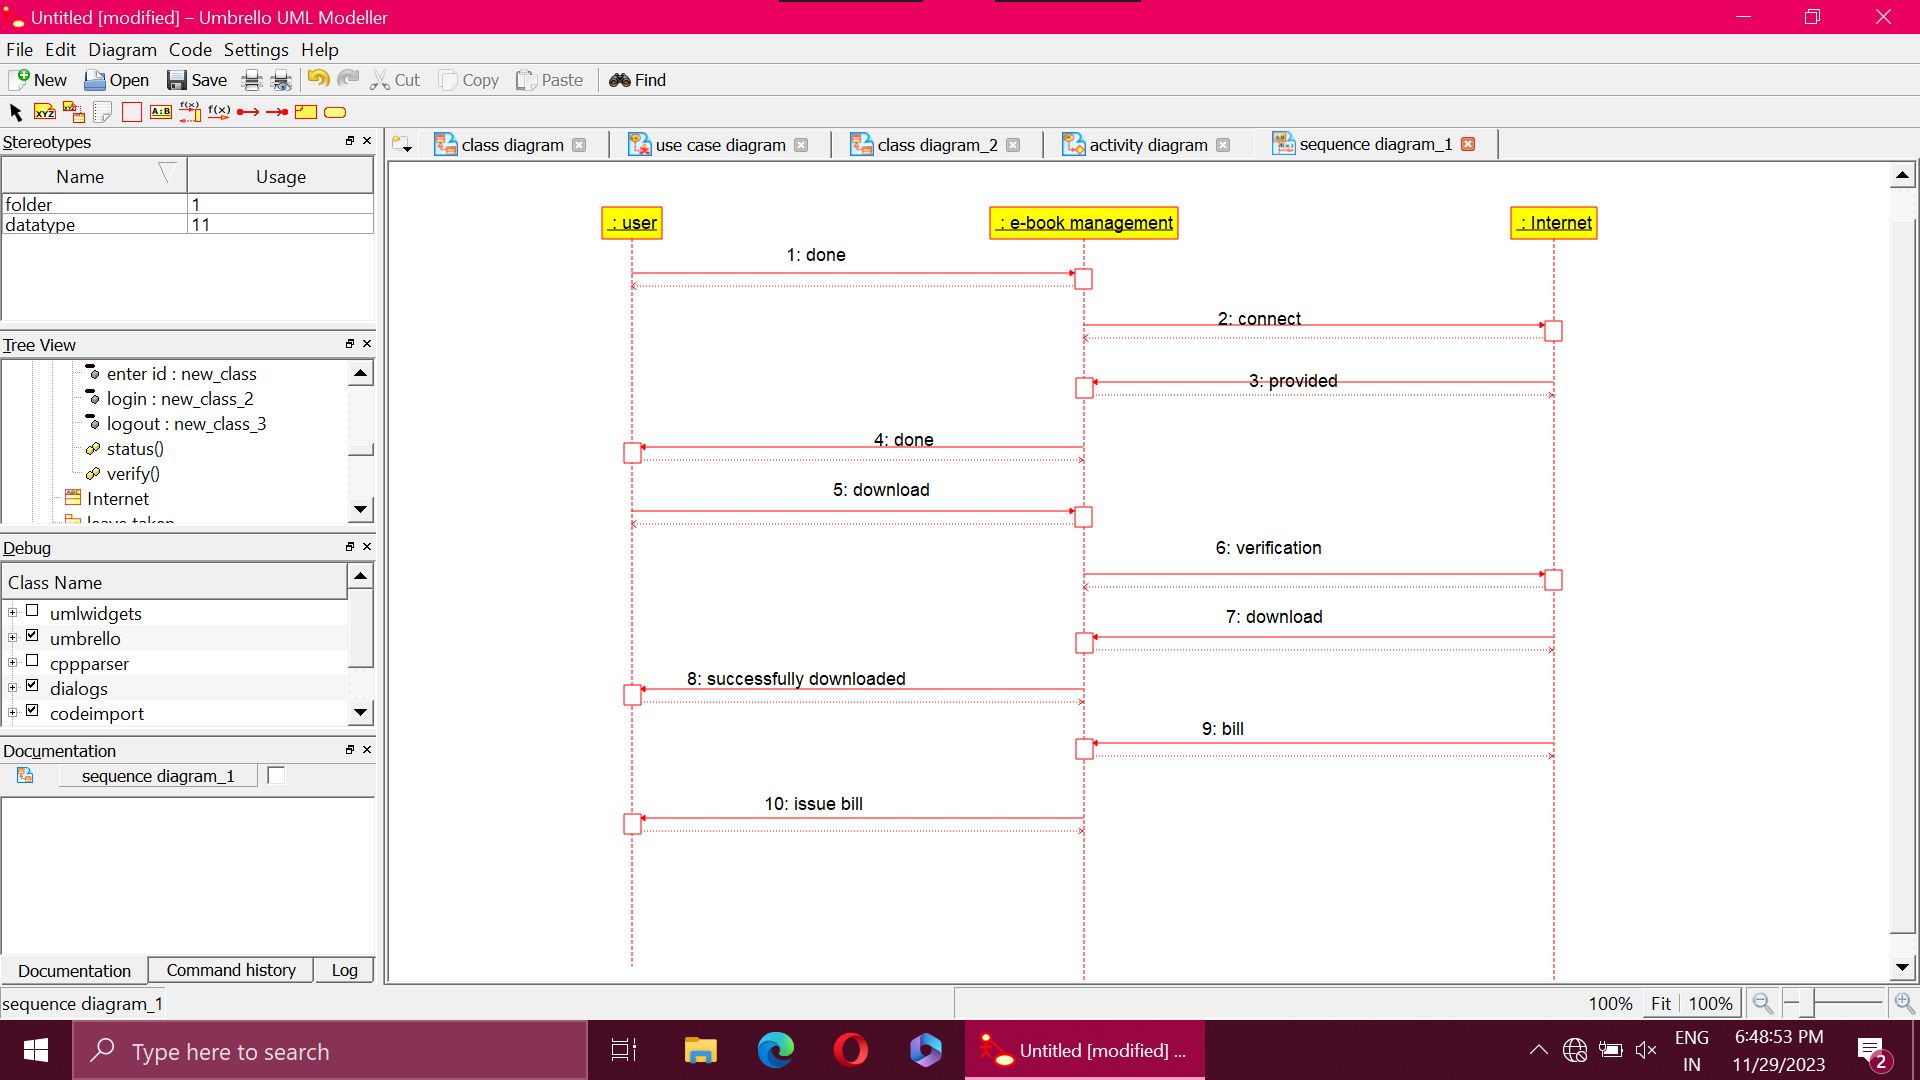 Untitled [modified] – Umbrello UML Modeller
File Edit Diagram Code Settings Help
New Open Save Cut Copy Paste Find
XYZ XYZ A:B f(x) f(x)
Stereotypes
Name Usage
folder 1
datatype 11
Tree View
enter id : new_class
login : new_class_2
logout : new_class_3
status()
verify()
Internet
leave taken
Debug
Class Name
umlwidgets
umbrello
cppparser
dialogs
codeimport
Documentation
sequence diagram_1
Documentation Command history Log
class diagram use case diagram class diagram_2 activity diagram sequence diagram_1
: user : e-book management : Internet
1: done
2: connect
3: provided
4: done
5: download
6: verification
7: download
8: successfully downloaded
9: bill
10: issue bill
sequence diagram_1
100% Fit 100%
Type here to search
Untitled [modified] ...
ENG
IN
6:48:53 PM
11/29/2023
2